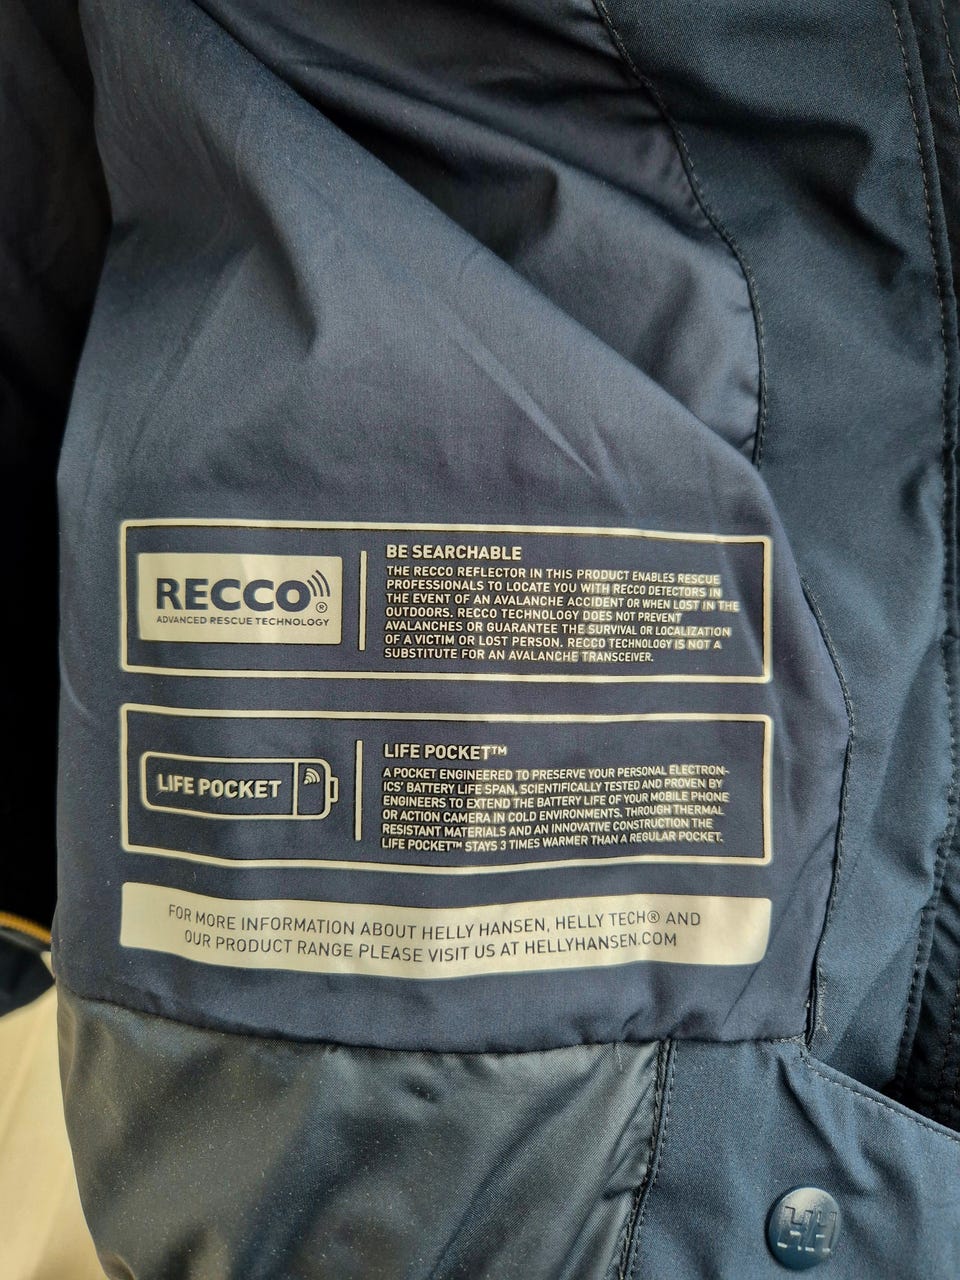 RECCO®
ADVANCED RESCUE TECHNOLOGY
BE SEARCHABLE
THE RECCO REFLECTOR IN THIS PRODUCT ENABLES RESCUE
PROFESSIONALS TO LOCATE YOU WITH RECCO DETECTORS IN
THE EVENT OF AN AVALANCHE ACCIDENT OR WHEN LOST IN THE
OUTDOORS. RECCO TECHNOLOGY DOES NOT PREVENT
AVALANCHES OR GUARANTEE THE SURVIVAL OR LOCALIZATION
OF A VICTIM OR LOST PERSON. RECCO TECHNOLOGY IS NOT A
SUBSTITUTE FOR AN AVALANCHE TRANSCEIVER.
LIFE POCKET
LIFE POCKET™
A POCKET ENGINEERED TO PRESERVE YOUR PERSONAL ELECTRON-
ICS' BATTERY LIFE SPAN, SCIENTIFICALLY TESTED AND PROVEN BY
ENGINEERS TO EXTEND THE BATTERY LIFE OF YOUR MOBILE PHONE
OR ACTION CAMERA IN COLD ENVIRONMENTS. THROUGH THERMAL
RESISTANT MATERIALS AND AN INNOVATIVE CONSTRUCTION THE
LIFE POCKET™ STAYS 3 TIMES WARMER THAN A REGULAR POCKET.
FOR MORE INFORMATION ABOUT HELLY HANSEN, HELLY TECH® AND
OUR PRODUCT RANGE PLEASE VISIT US AT HELLYHANSEN.COM
HH